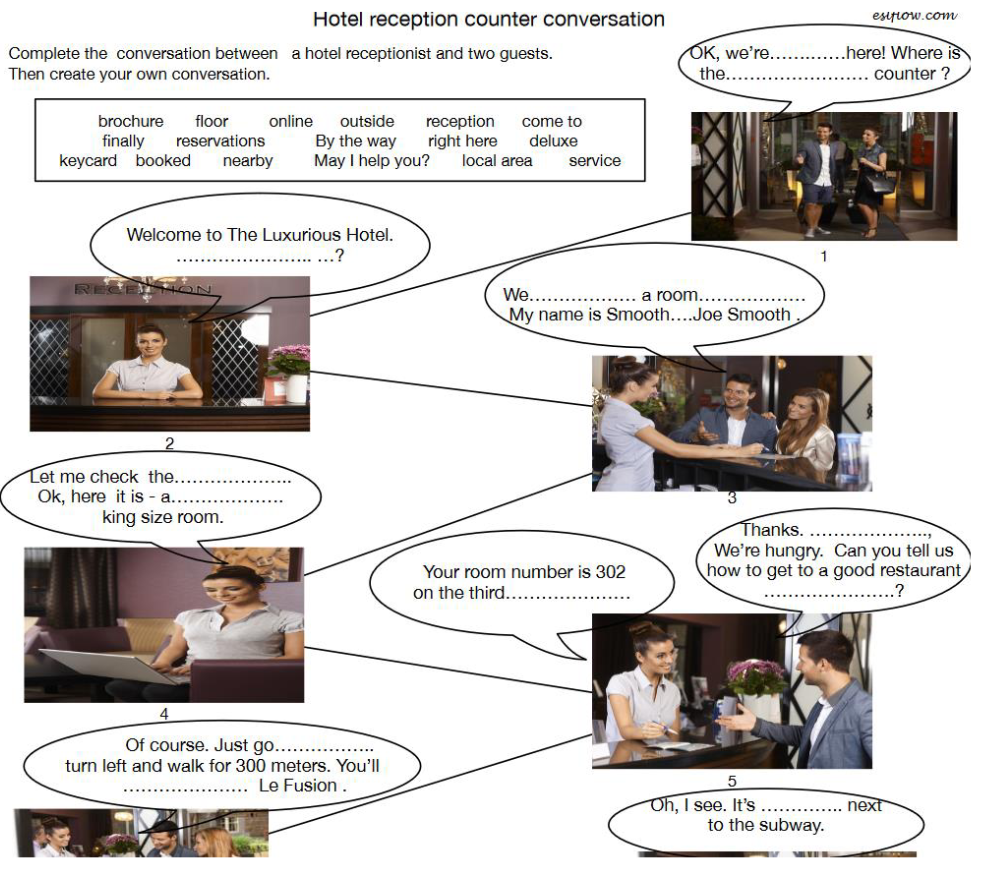 Hotel reception counter conversation
eslflow.com
Complete the conversation between a hotel receptionist and two guests.
Then create your own conversation.
brochure floor online outside reception come to
finally reservations By the way right here deluxe
keycard booked nearby May I help you? local area service
OK, we’re……..……here! Where is
the…………………… counter ?
1
Welcome to The Luxurious Hotel.
………………….. …?
RECEPTION
2
We……………… a room………………
My name is Smooth….Joe Smooth .
3
Let me check the………………..
Ok, here it is - a……………….
king size room.
4
Your room number is 302
on the third…………………
Thanks. ………………..,
We’re hungry. Can you tell us
how to get to a good restaurant
………………….?
5
Of course. Just go……………..
turn left and walk for 300 meters. You’ll
………………… Le Fusion .
Oh, I see. It’s ………….. next
to the subway.